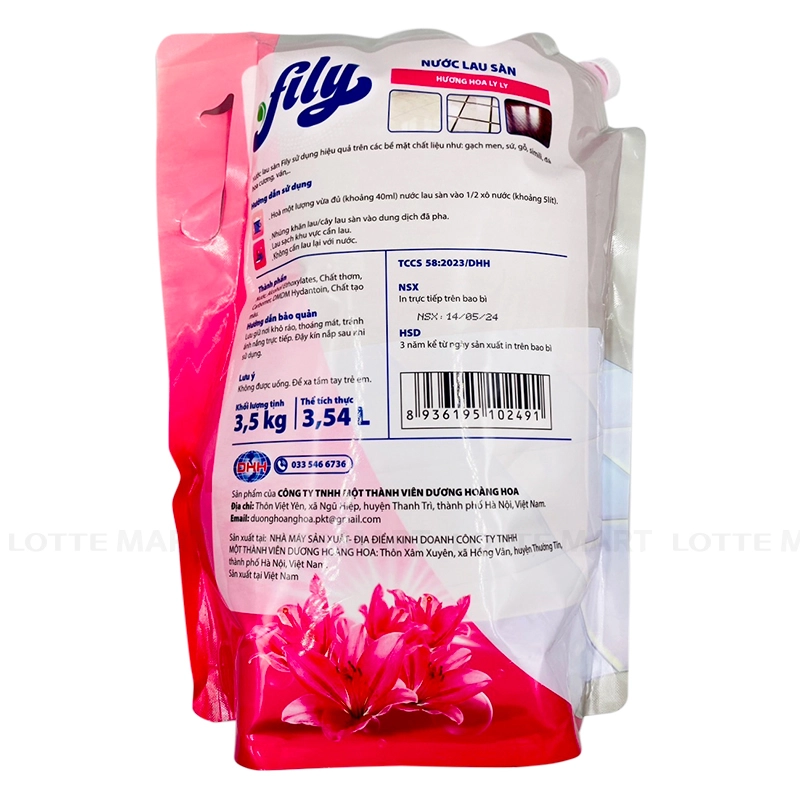 fily
NƯỚC LAU SÀN
HƯƠNG HOA LY LY
Nước lau sàn Fily sử dụng hiệu quả trên các bề mặt chất liệu như: gạch men, sứ, gỗ, simili, đá
hoa cương, ván,..
Hướng dẫn sử dụng
. Hoà một lượng vừa đủ (khoảng 40ml) nước lau sàn vào 1/2 xô nước (khoảng 5lít).
. Nhúng khăn lau/cây lau sàn vào dung dịch đã pha.
. Lau sạch khu vực cần lau.
. Không cần lau lại với nước.
Thành phần
Nước, Alcohol Ethoxylates, Chất thơm,
Carbomer, DMDM Hydantoin, Chất tạo
màu.
Hướng dẫn bảo quản
Lưu giữ nơi khô ráo, thoáng mát, tránh
ánh nắng trực tiếp. Đậy kín nắp sau khi
sử dụng.
Lưu ý
Không được uống. Để xa tầm tay trẻ em.
Khối lượng tịnh
3,5 kg
Thể tích thực
3,54 L
TCCS 58:2023/DHH
NSX
In trực tiếp trên bao bì
NSX: 14/05/24
HSD
3 năm kể từ ngày sản xuất in trên bao bì
8 936195 102491
DHH
033 546 6736
Sản phẩm của CÔNG TY TNHH MỘT THÀNH VIÊN DƯƠNG HOÀNG HOA
Địa chỉ: Thôn Việt Yên, xã Ngũ Hiệp, huyện Thanh Trì, thành phố Hà Nội, Việt Nam.
Email: duonghoanghoa.pkt@gmail.com
Sản xuất tại: NHÀ MÁY SẢN XUẤT- ĐỊA ĐIỂM KINH DOANH CÔNG TY TNHH
MỘT THÀNH VIÊN DƯƠNG HOÀNG HOA: Thôn Xâm Xuyên, xã Hồng Vân, huyện Thường Tín,
thành phố Hà Nội, Việt Nam.
Sản xuất tại Việt Nam
LOTTE MART LOTTE MART LOTTE M